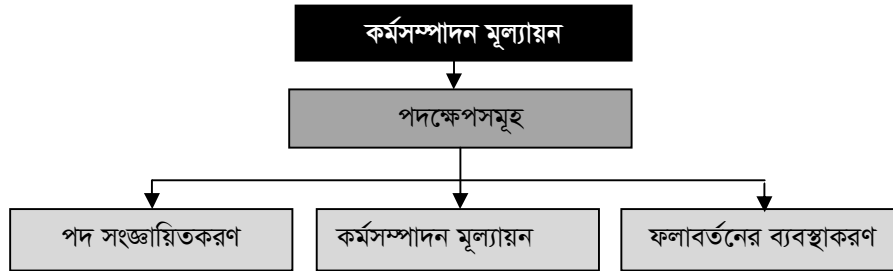 কর্মসম্পাদন মূল্যায়ন
পদক্ষেপসমূহ
পদ সংজ্ঞায়িতকরণ
কর্মসম্পাদন মূল্যায়ন
ফলাবর্তনের ব্যবস্থাকরণ